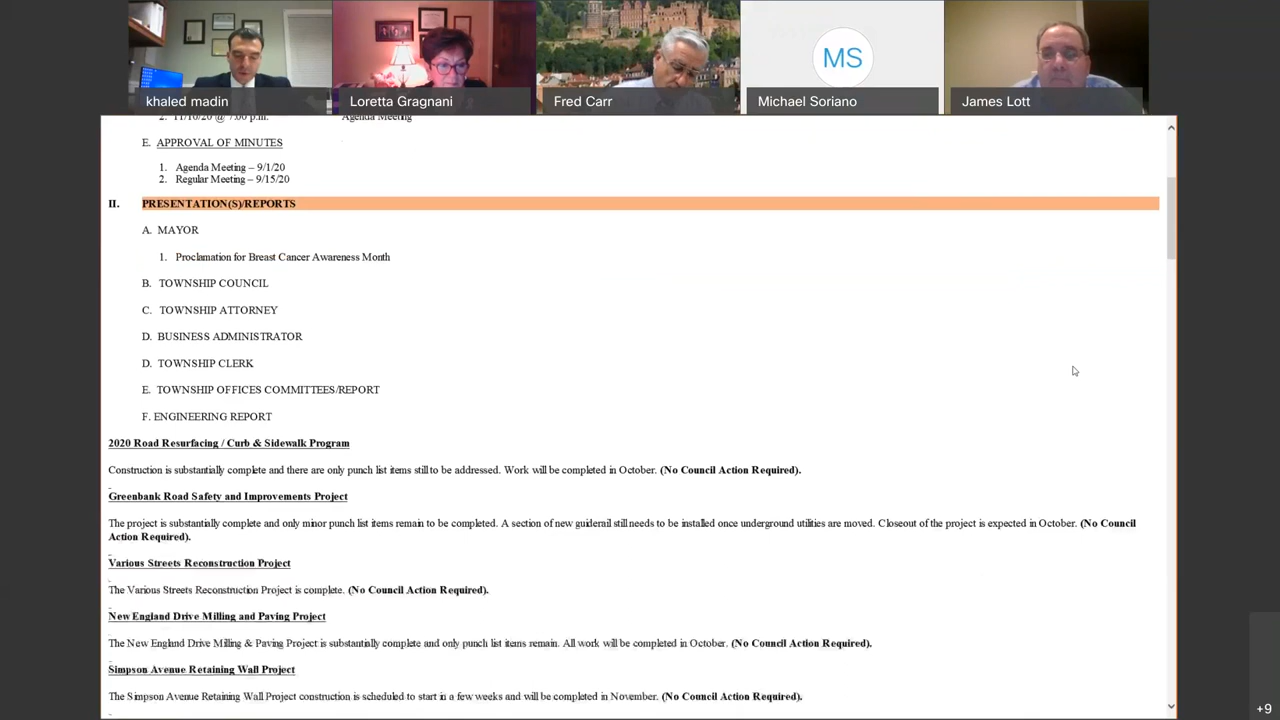 MS
khaled madin
Loretta Gragnani
Fred Carr
Michael Soriano
James Lott
2. 11/10/20 @ 7:00 p.m. Agenda Meeting
E. APPROVAL OF MINUTES
1. Agenda Meeting – 9/1/20
2. Regular Meeting – 9/15/20
II. PRESENTATION(S)/REPORTS
A. MAYOR
1. Proclamation for Breast Cancer Awareness Month
B. TOWNSHIP COUNCIL
C. TOWNSHIP ATTORNEY
D. BUSINESS ADMINISTRATOR
D. TOWNSHIP CLERK
E. TOWNSHIP OFFICES COMMITTEES/REPORT
F. ENGINEERING REPORT
2020 Road Resurfacing / Curb & Sidewalk Program
Construction is substantially complete and there are only punch list items still to be addressed. Work will be completed in October. (No Council Action Required).
Greenbank Road Safety and Improvements Project
The project is substantially complete and only minor punch list items remain to be completed. A section of new guiderail still needs to be installed once underground utilities are moved. Closeout of the project is expected in October. (No Council
Action Required).
Various Streets Reconstruction Project
The Various Streets Reconstruction Project is complete. (No Council Action Required).
New England Drive Milling and Paving Project
The New England Drive Milling & Paving Project is substantially complete and only punch list items remain. All work will be completed in October. (No Council Action Required).
Simpson Avenue Retaining Wall Project
The Simpson Avenue Retaining Wall Project construction is scheduled to start in a few weeks and will be completed in November. (No Council Action Required).
+9